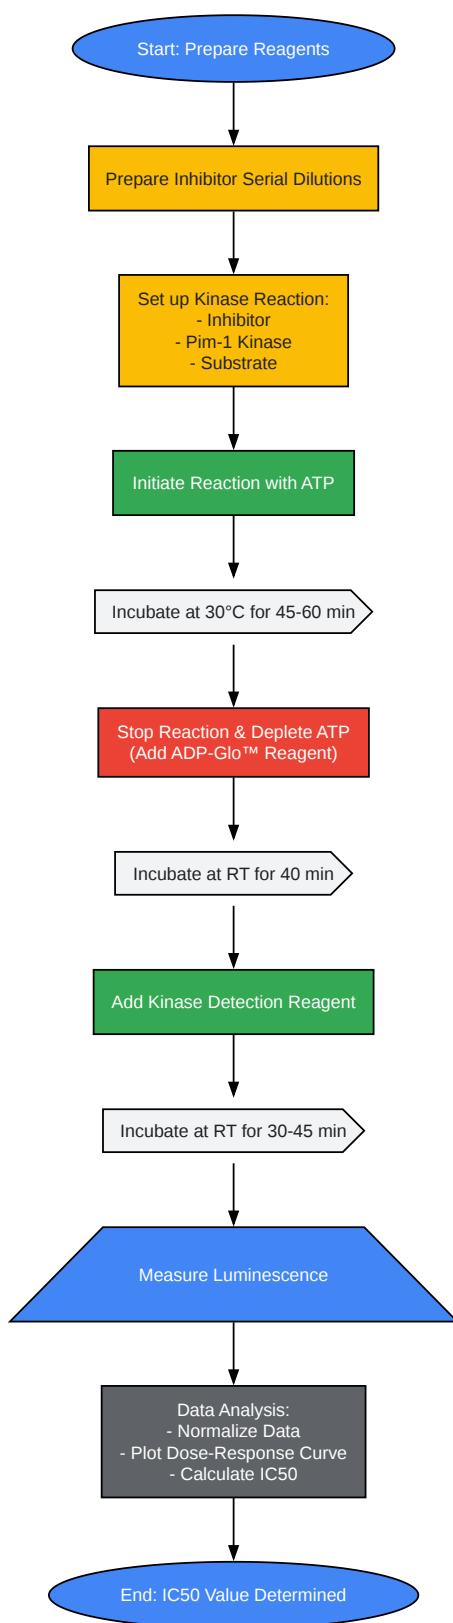 Start: Prepare Reagents
Prepare Inhibitor Serial Dilutions
Set up Kinase Reaction:
- Inhibitor
- Pim-1 Kinase
- Substrate
Initiate Reaction with ATP
Incubate at 30°C for 45-60 min
Stop Reaction & Deplete ATP
(Add ADP-Glo™ Reagent)
Incubate at RT for 40 min
Add Kinase Detection Reagent
Incubate at RT for 30-45 min
Measure Luminescence
Data Analysis:
- Normalize Data
- Plot Dose-Response Curve
- Calculate IC50
End: IC50 Value Determined